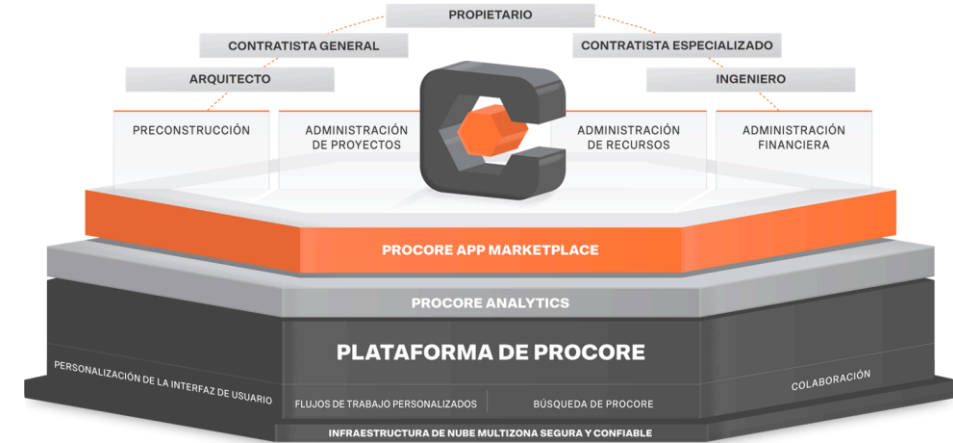 PROPIETARIO
CONTRATISTA GENERAL
CONTRATISTA ESPECIALIZADO
ARQUITECTO
INGENIERO
PRECONSTRUCCIÓN
ADMINISTRACIÓN
DE PROYECTOS
ADMINISTRACIÓN
DE RECURSOS
ADMINISTRACIÓN
FINANCIERA
PROCORE APP MARKETPLACE
PROCORE ANALYTICS
PLATAFORMA DE PROCORE
PERSONALIZACIÓN DE LA INTERFAZ DE USUARIO
FLUJOS DE TRABAJO PERSONALIZADOS
BÚSQUEDA DE PROCORE
COLABORACIÓN
INFRAESTRUCTURA DE NUBE MULTIZONA SEGURA Y CONFIABLE